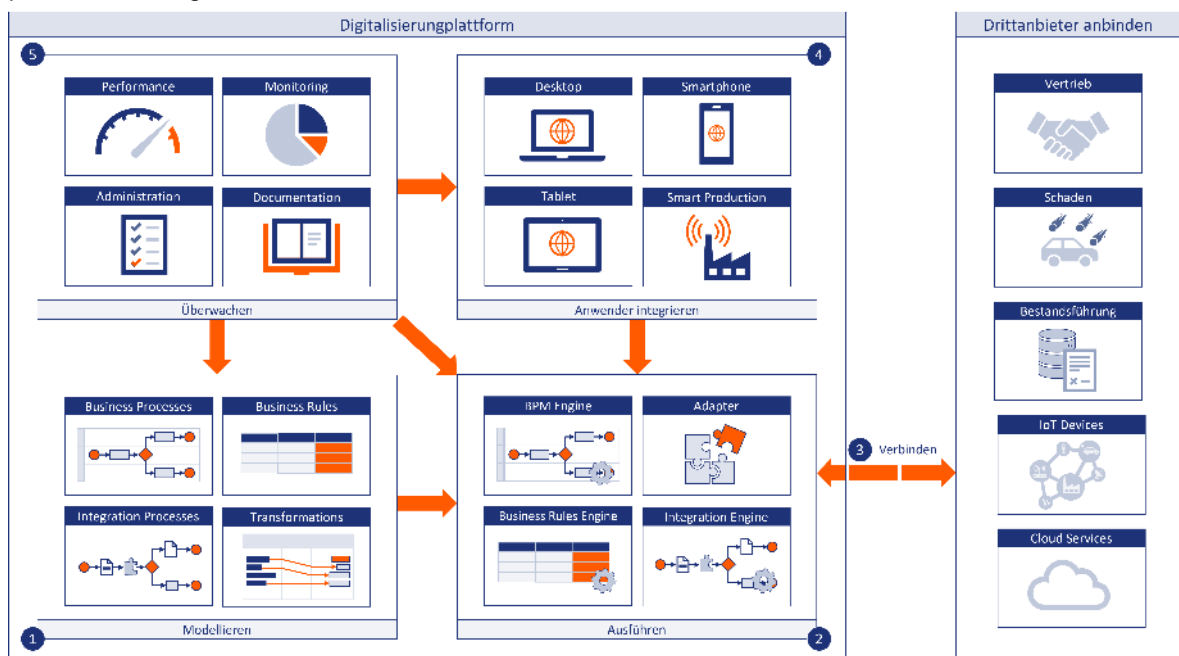 Digitalisierungplattform
Drittanbieter anbinden
5
4
Performance
Monitoring
Desktop
Smartphone
Vertrieb
Administration
Documentation
Tablet
Smart Production
Schaden
Überwachen
Anwender integrieren
Bestandsführung
Business Processes
Business Rules
BPM Engine
Adapter
IoT Devices
3 Verbinden
Integration Processes
Transformations
Business Rules Engine
Integration Engine
Cloud Services
Modellieren
Ausführen
1
2